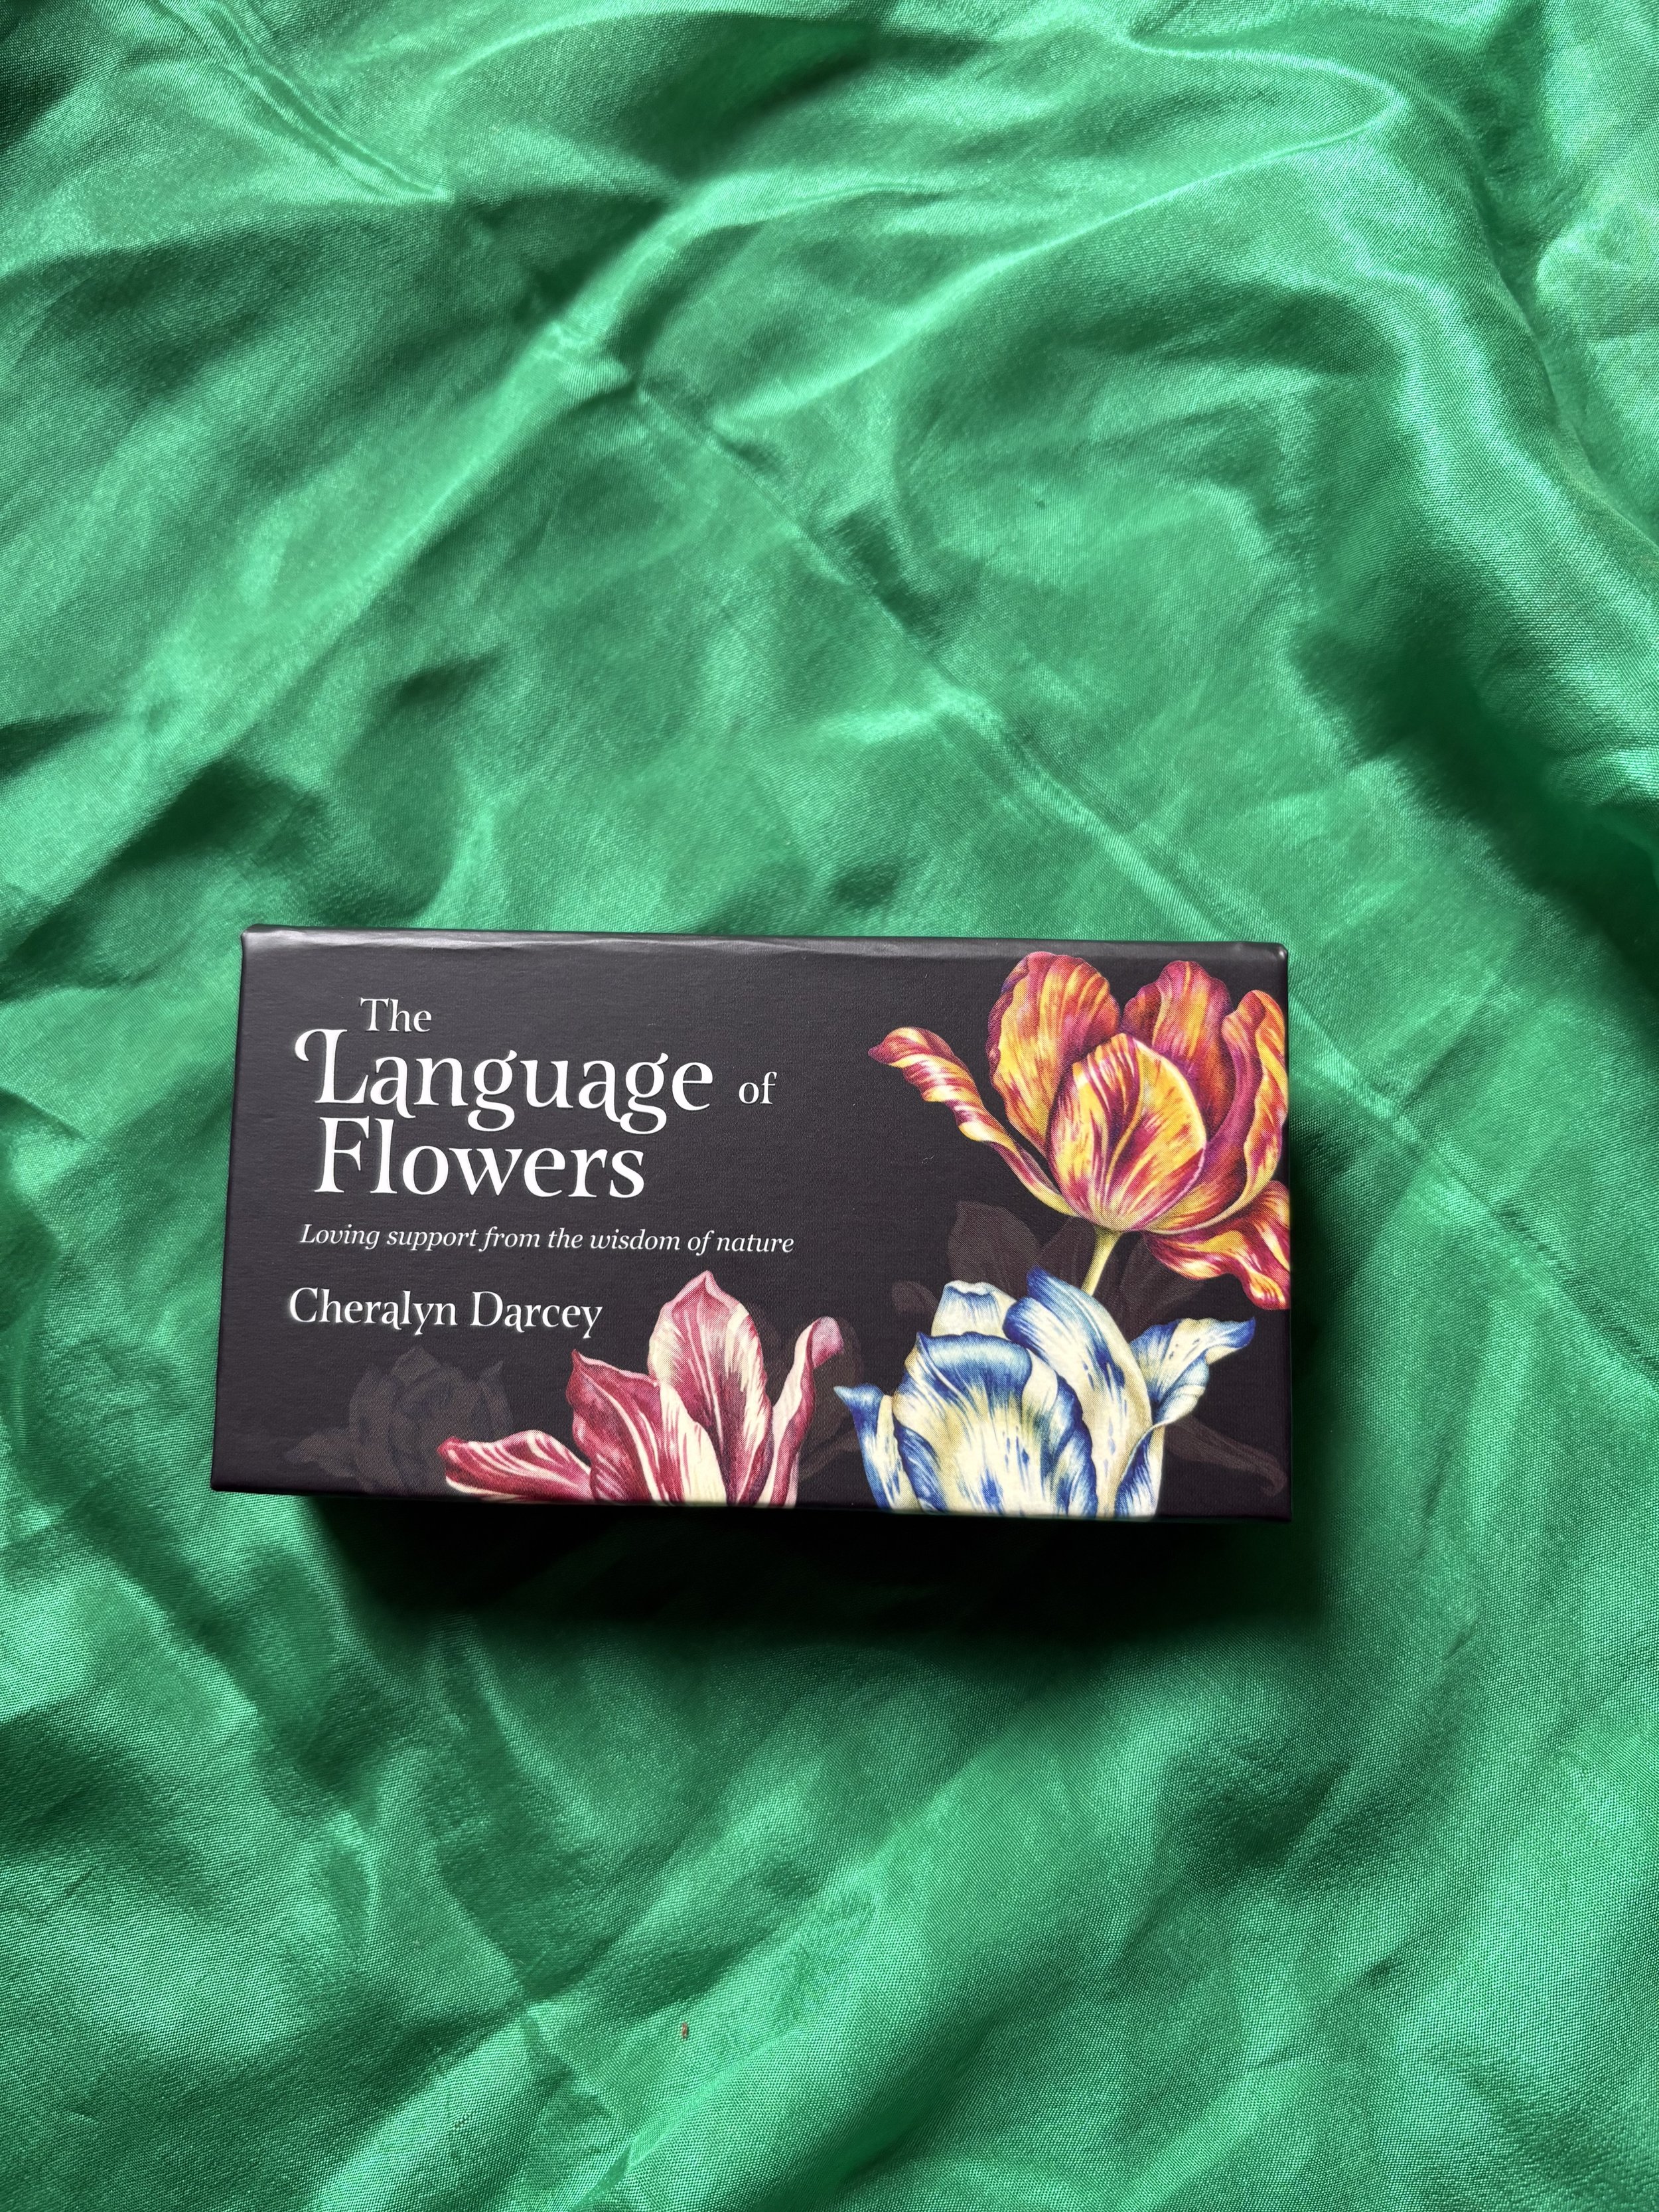 The
Language of
Flowers
Loving support from the wisdom of nature
Cheralyn Darcey